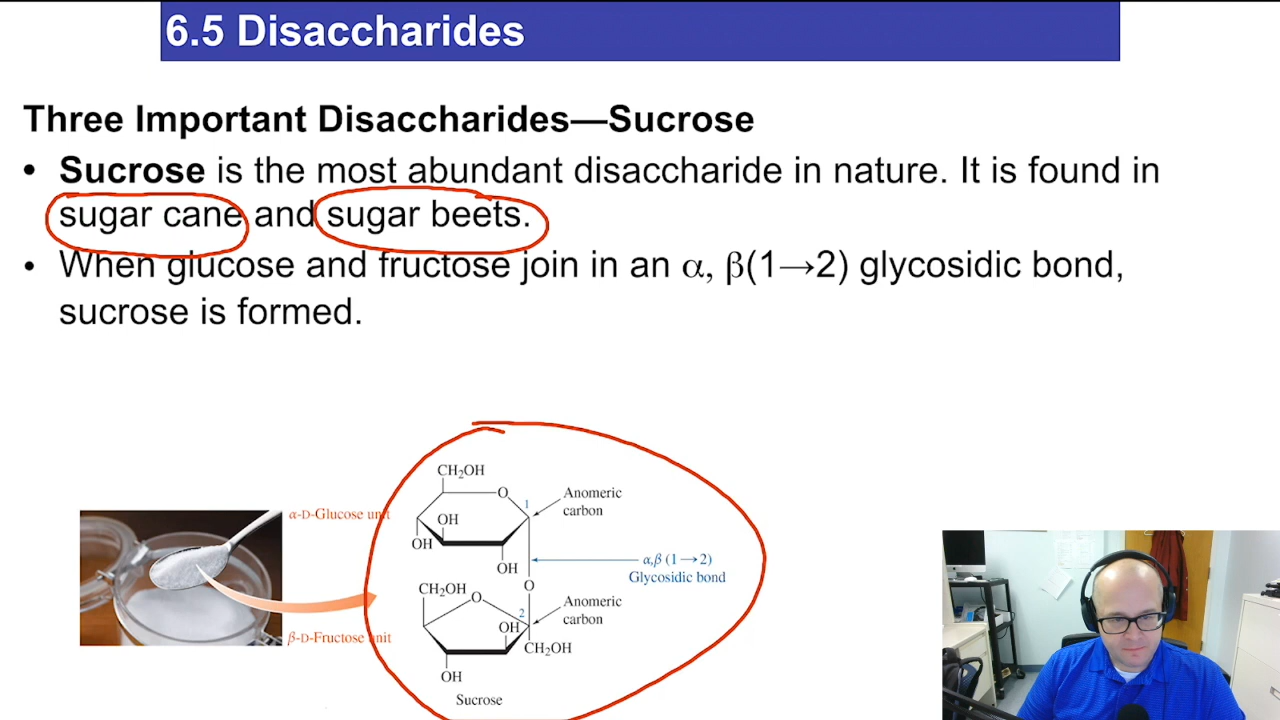 6.5 Disaccharides
Three Important Disaccharides—Sucrose
• Sucrose is the most abundant disaccharide in nature. It is found in
sugar cane and sugar beets.
• When glucose and fructose join in an α, β(1→2) glycosidic bond,
sucrose is formed.
CH₂OH
O
1
Anomeric
carbon
α-D-Glucose unit
OH
OH
OH
α,β (1→2)
Glycosidic bond
O
CH₂OH
O
2
Anomeric
carbon
OH
β-D-Fructose unit
CH₂OH
OH
Sucrose